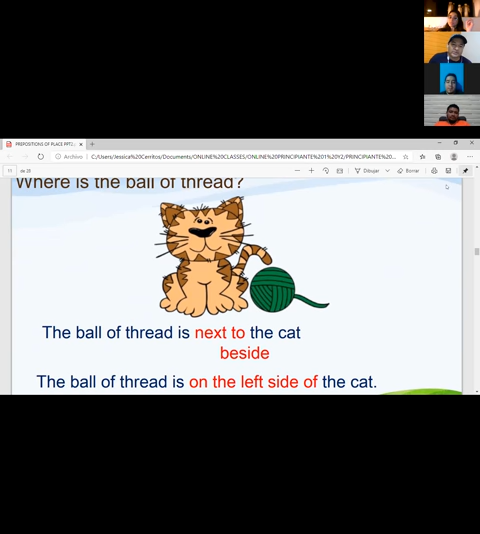 PREPOSITIONS OF PLACE PPT2
Archivo
C:/Users/Jessica%20Cerritos/Documents/ONLINE%20CLASSES/ONLINE%20PRINCIPIANTE%201%20Y2/PRINCIPIANTE%20...
11 de 28
Dibujar
Borrar
Where is the ball of thread?
The ball of thread is next to the cat
beside
The ball of thread is on the left side of the cat.